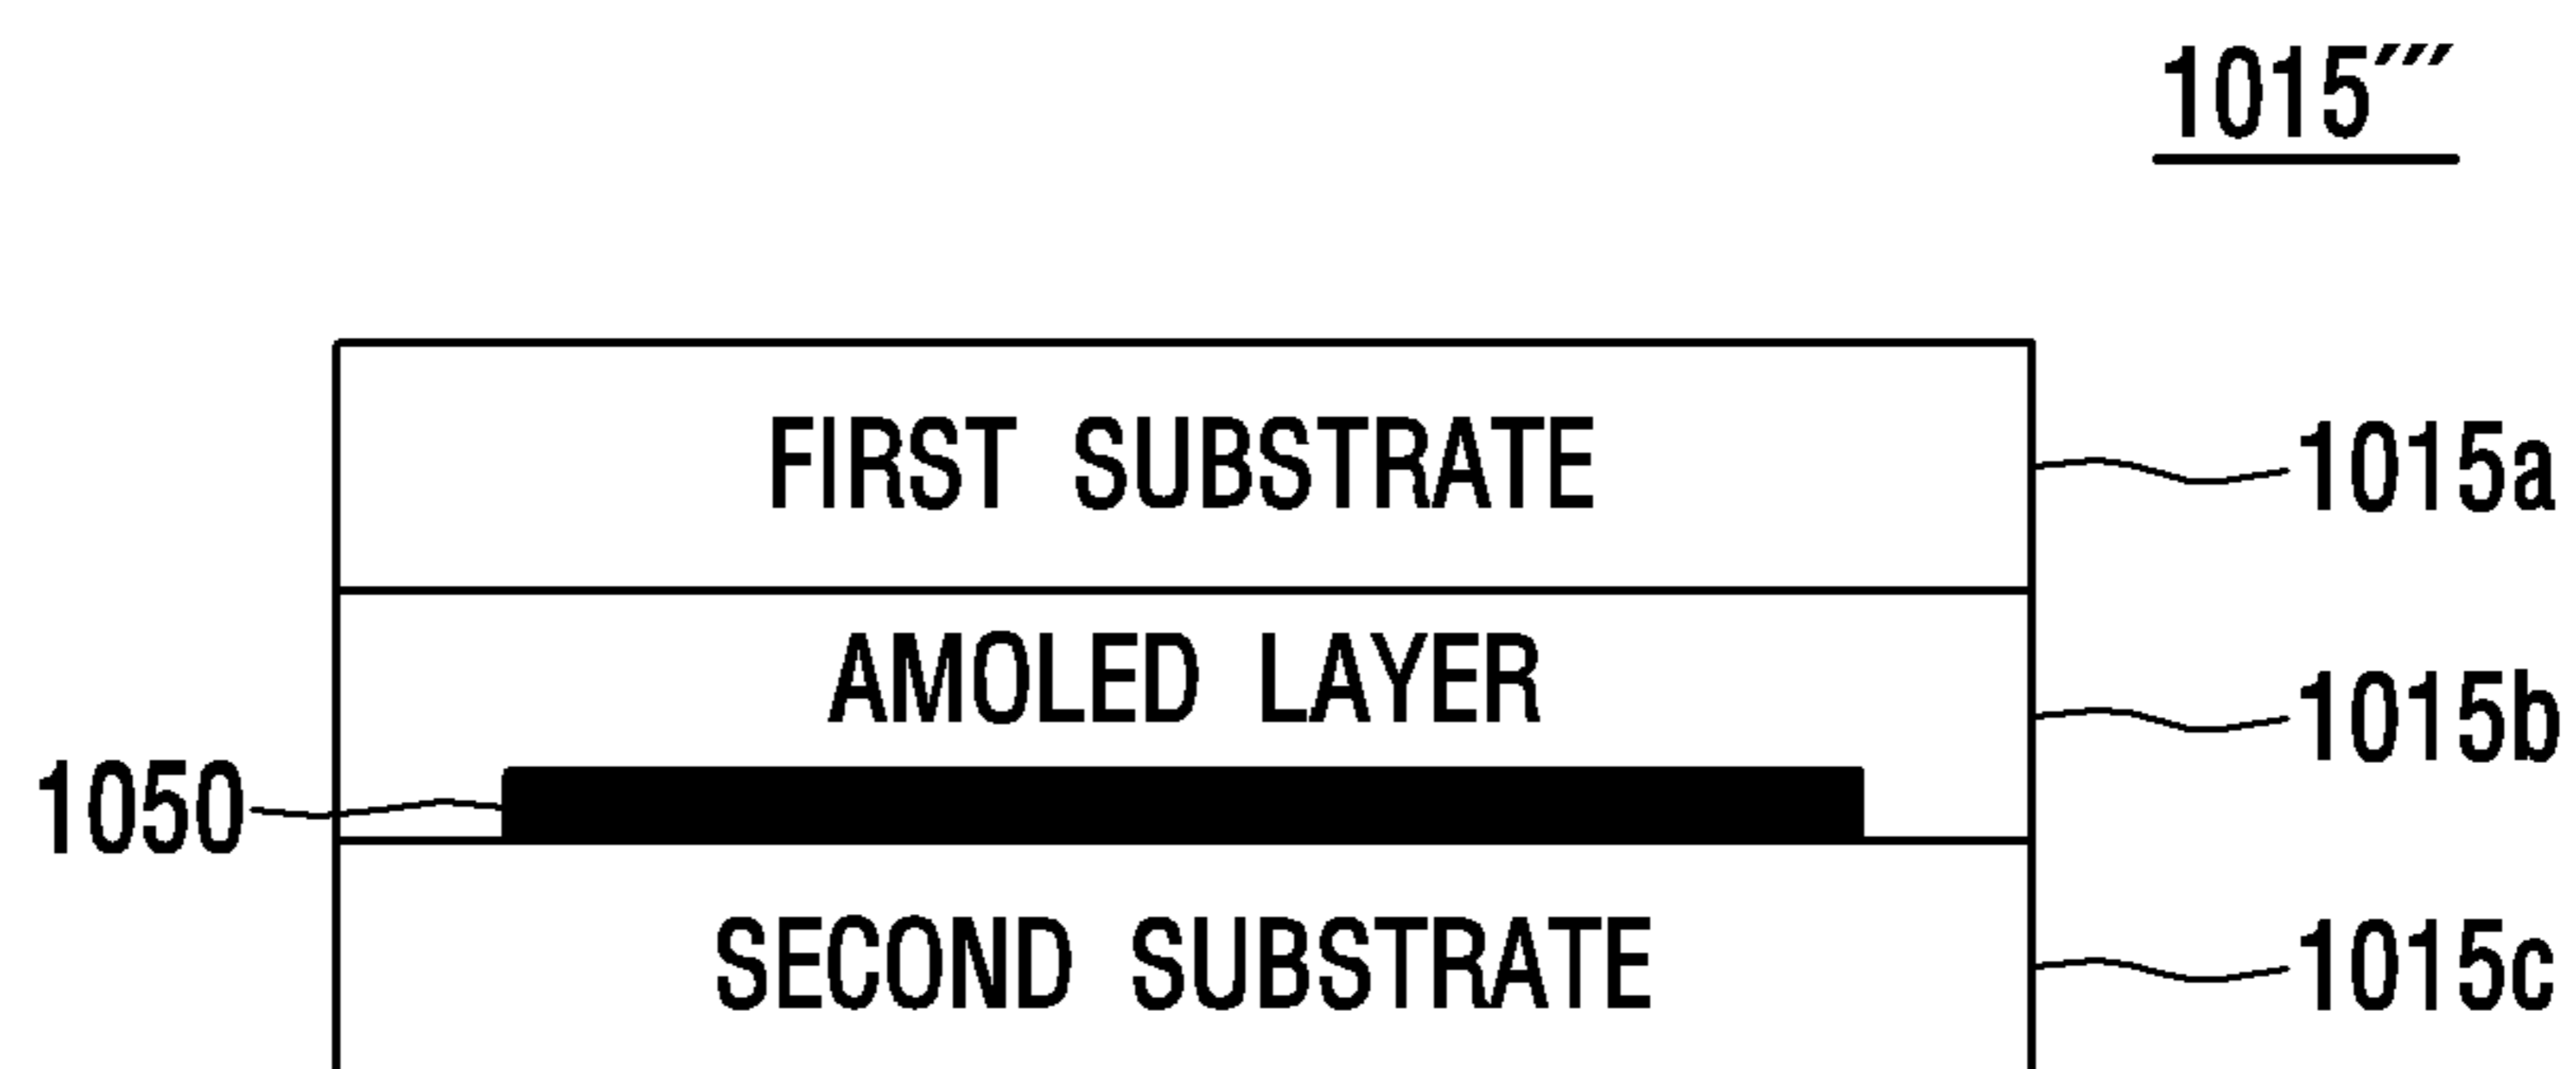 1015‴
FIRST SUBSTRATE
1015a
AMOLED LAYER
1015b
1050
SECOND SUBSTRATE
1015c